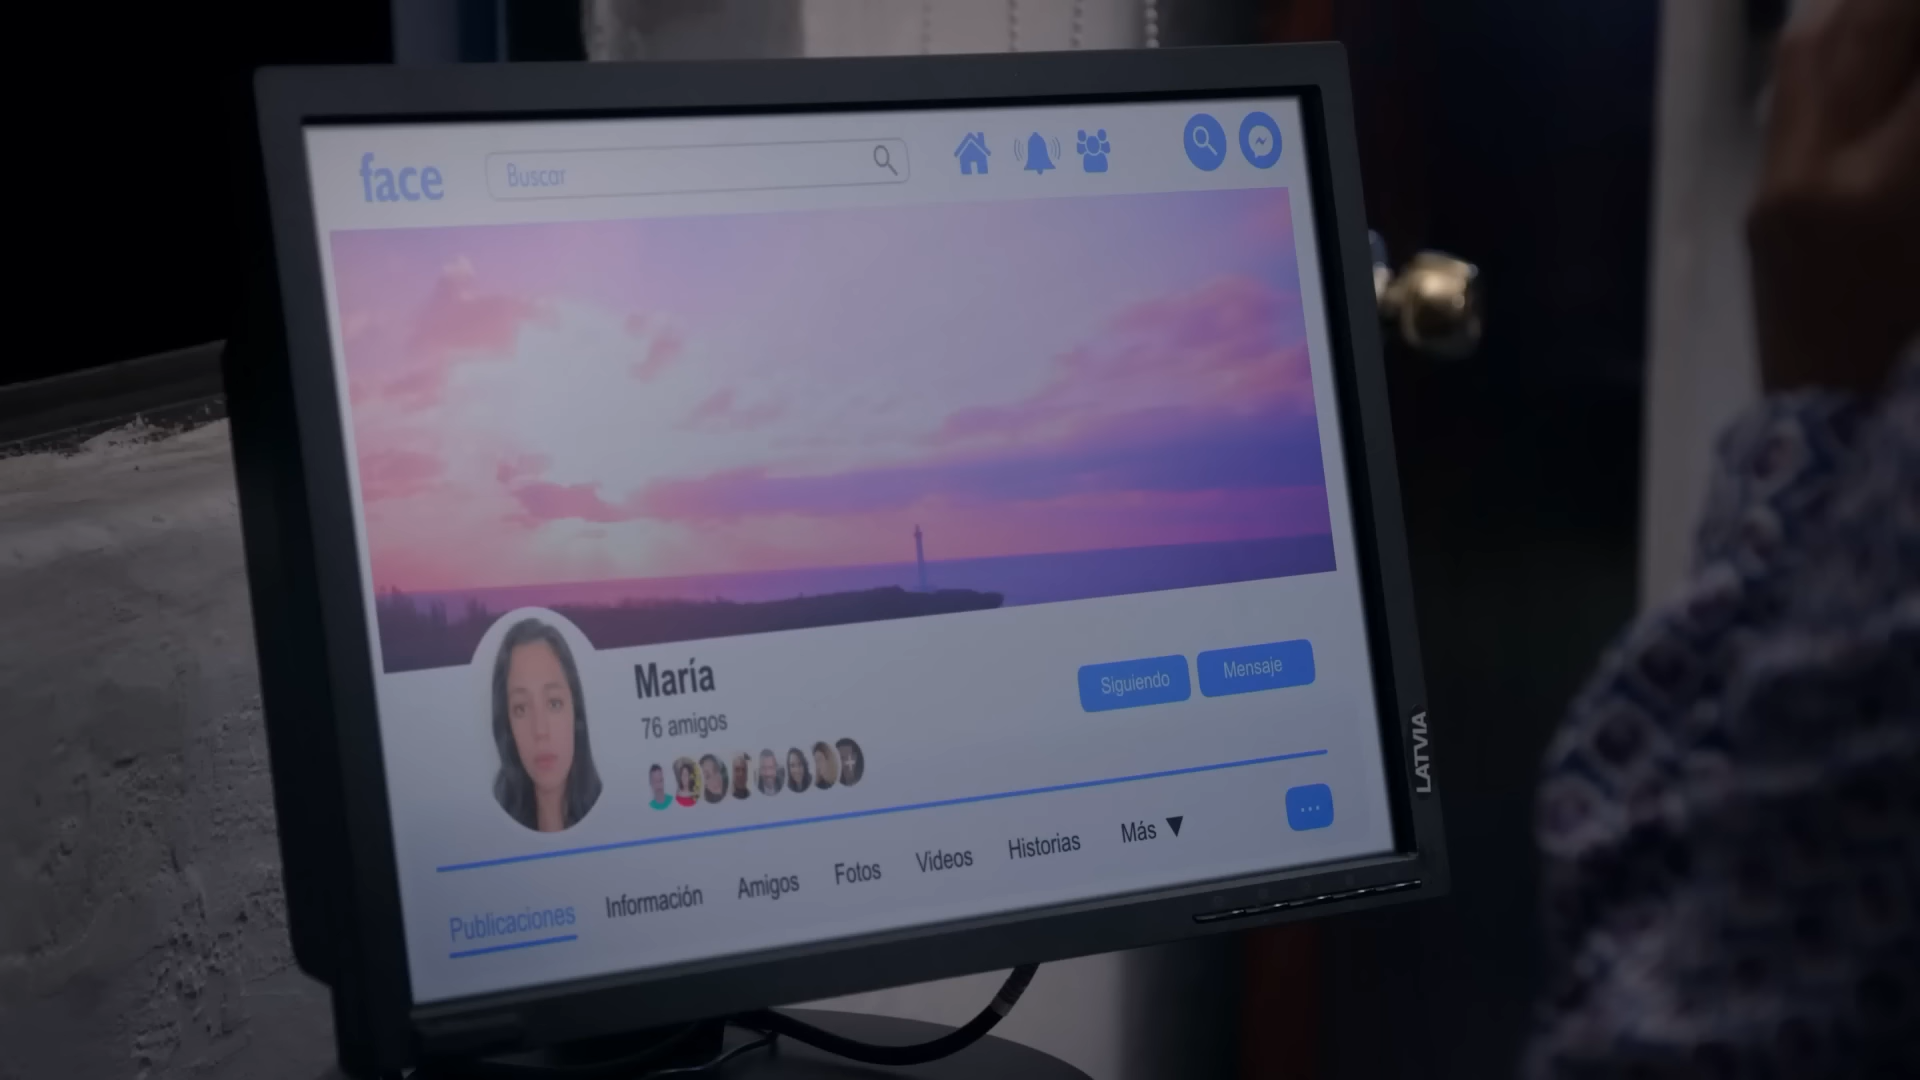 face
Buscar
María
76 amigos
Siguiendo
Mensaje
Publicaciones
Información
Amigos
Fotos
Videos
Historias
Más
LATVIA